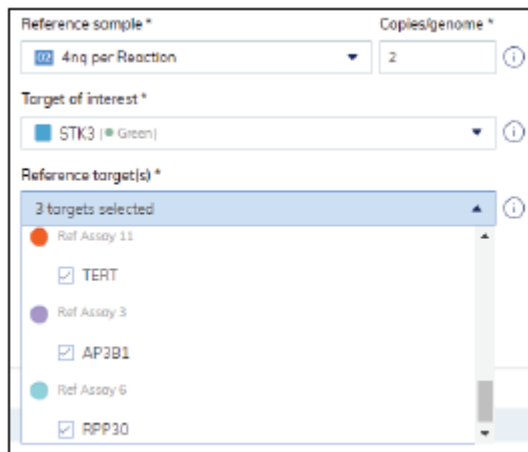 Reference sample * Copies/genome *
02 4ng per Reaction 2
Target of interest *
STK3 (Green)
Reference target(s) *
3 targets selected
Ref Assay 11
TERT
Ref Assay 3
AP3B1
Ref Assay 6
RPP30